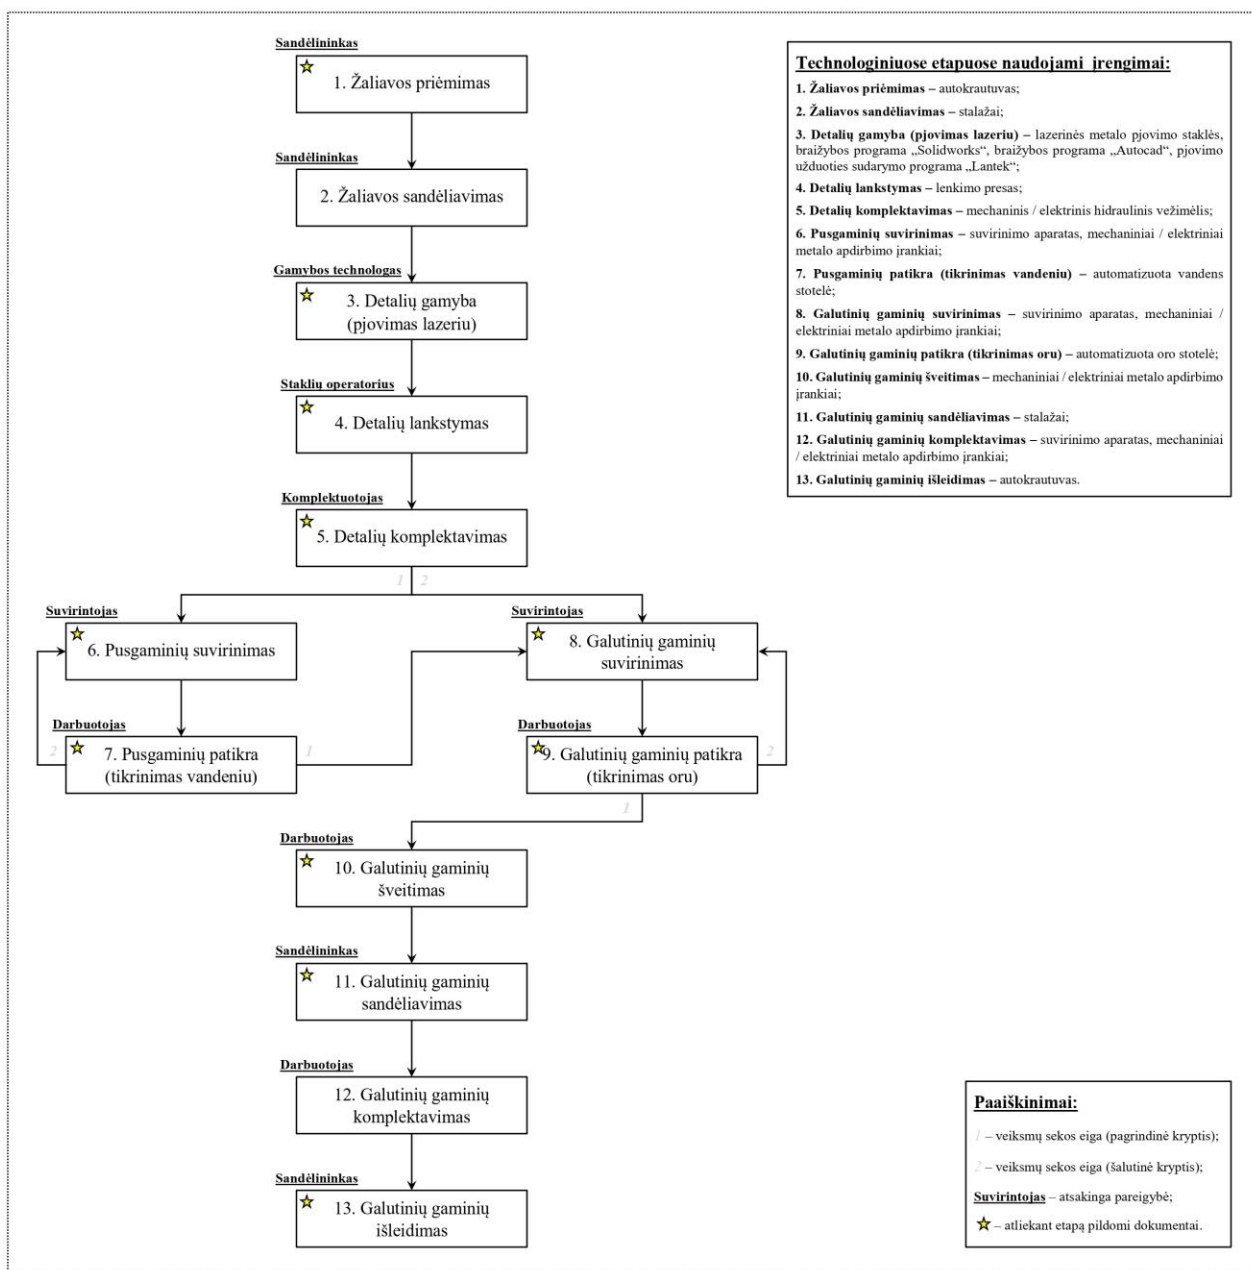 Sandėlininkas
1. Žaliavos priėmimas
Sandėlininkas
2. Žaliavos sandėliavimas
Gamybos technologas
3. Detalių gamyba
(pjovimas lazeriu)
Staklių operatorius
4. Detalių lankstymas
Komplektuotojas
5. Detalių komplektavimas
1 2
Suvirintojas
6. Pusgaminių suvirinimas
Suvirintojas
8. Galutinių gaminių
suvirinimas
Darbuotojas
2
7. Pusgaminių patikra
(tikrinimas vandeniu)
1
Darbuotojas
9. Galutinių gaminių patikra
(tikrinimas oru)
2
1
Darbuotojas
10. Galutinių gaminių
šveitimas
Sandėlininkas
11. Galutinių gaminių
sandėliavimas
Darbuotojas
12. Galutinių gaminių
komplektavimas
Sandėlininkas
13. Galutinių gaminių
išleidimas
Technologiniuose etapuose naudojami įrengimai:
1. Žaliavos priėmimas – autokrautuvas;
2. Žaliavos sandėliavimas – stalažai;
3. Detalių gamyba (pjovimas lazeriu) – lazerinės metalo pjovimo staklės,
braižybos programa „Solidworks“, braižybos programa „Autocad“, pjovimo
užduoties sudarymo programa „Lantek“;
4. Detalių lankstymas – lenkimo presas;
5. Detalių komplektavimas – mechaninis / elektrinis hidraulinis vežimėlis;
6. Pusgaminių suvirinimas – suvirinimo aparatas, mechaniniai / elektriniai
metalo apdirbimo įrankiai;
7. Pusgaminių patikra (tikrinimas vandeniu) – automatizuota vandens
stotelė;
8. Galutinių gaminių suvirinimas – suvirinimo aparatas, mechaniniai /
elektriniai metalo apdirbimo įrankiai;
9. Galutinių gaminių patikra (tikrinimas oru) – automatizuota oro stotelė;
10. Galutinių gaminių šveitimas – mechaniniai / elektriniai metalo apdirbimo
įrankiai;
11. Galutinių gaminių sandėliavimas – stalažai;
12. Galutinių gaminių komplektavimas – suvirinimo aparatas, mechaniniai
/ elektriniai metalo apdirbimo įrankiai;
13. Galutinių gaminių išleidimas – autokrautuvas.
Paaiškinimai:
1 – veiksmų sekos eiga (pagrindinė kryptis);
2 – veiksmų sekos eiga (šalutinė kryptis);
Suvirintojas – atsakinga pareigybė;
– atliekant etapą pildomi dokumentai.